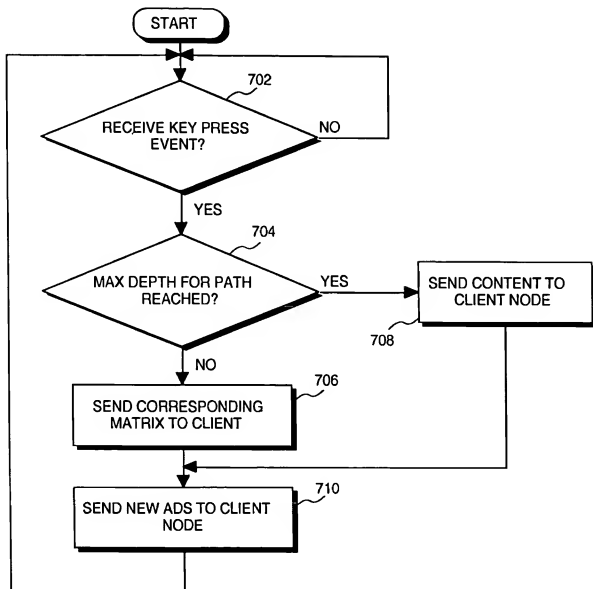 START
702
RECEIVE KEY PRESS
EVENT?
NO
YES
704
MAX DEPTH FOR PATH
REACHED?
YES
SEND CONTENT TO
CLIENT NODE
708
NO
706
SEND CORRESPONDING
MATRIX TO CLIENT
710
SEND NEW ADS TO CLIENT
NODE